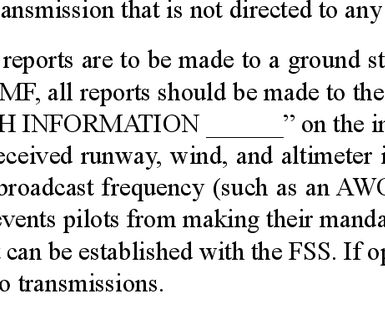 ansmission that is not directed to any
reports are to be made to a ground st
MF, all reports should be made to the
H INFORMATION ______” on the in
eceived runway, wind, and altimeter i
broadcast frequency (such as an AWO
events pilots from making their manda
can be established with the FSS. If op
o transmissions.